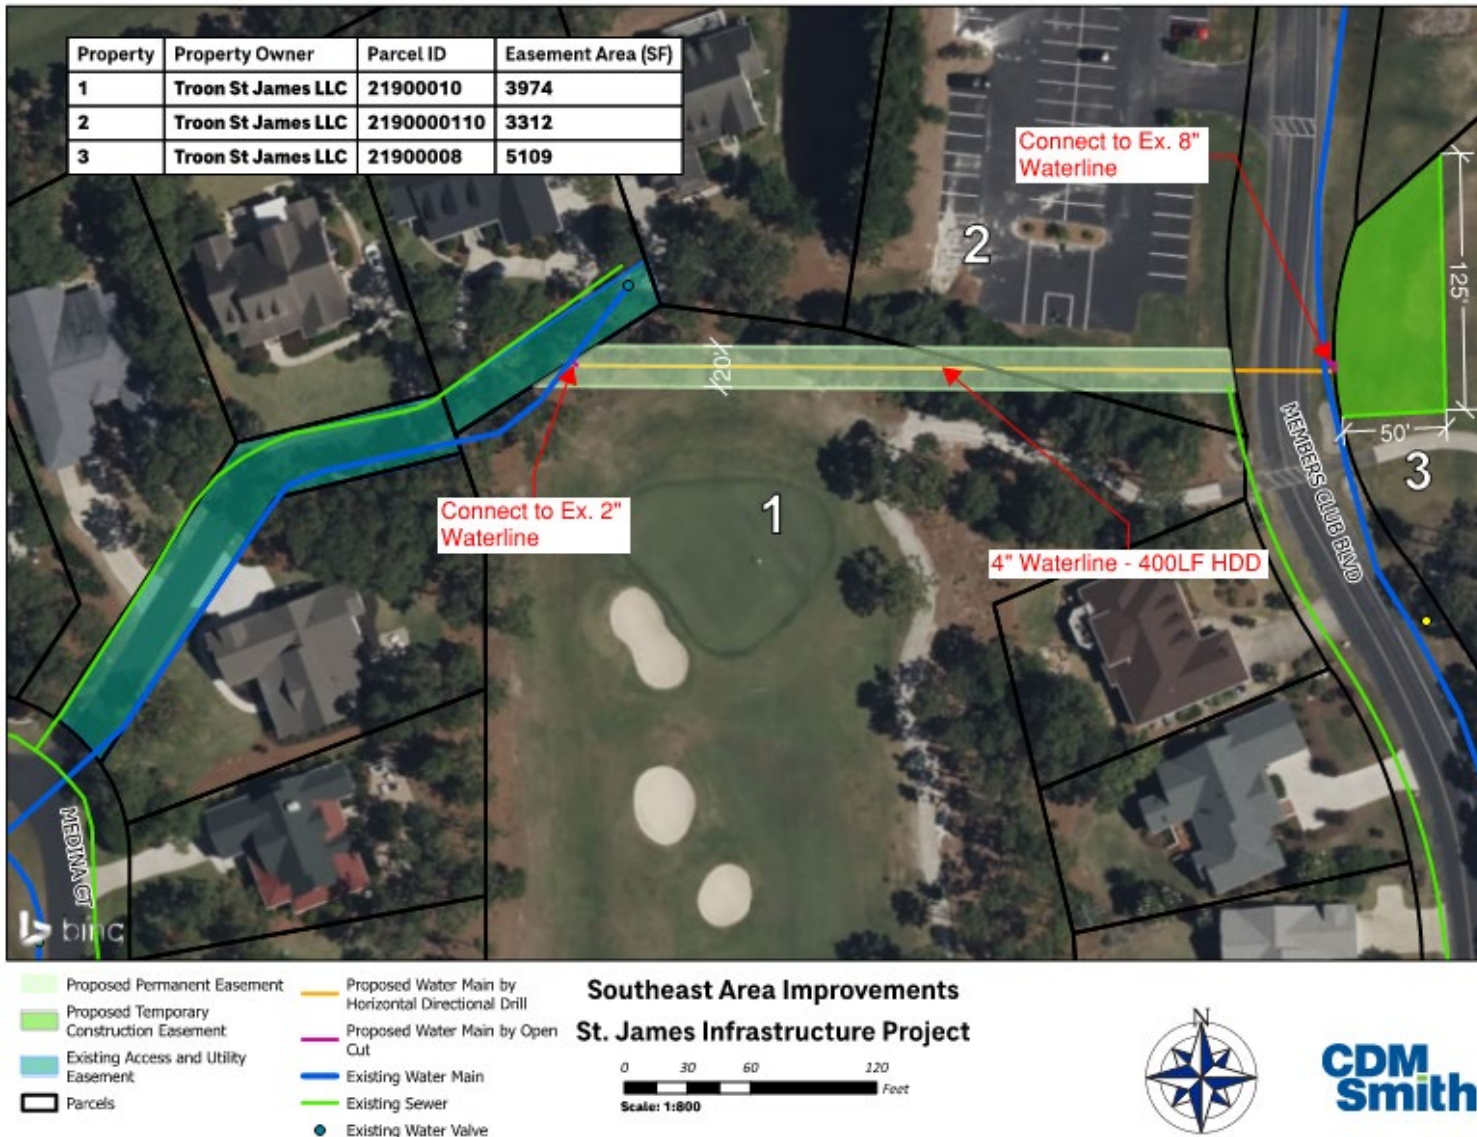 Property Property Owner Parcel ID Easement Area (SF)
1 Troon St James LLC 21900010 3974
2 Troon St James LLC 2190000110 3312
3 Troon St James LLC 21900008 5109
Connect to Ex. 8"
Waterline
2
125'
20'
50'
MEMBERS CLUB BLVD
3
Connect to Ex. 2"
Waterline
1
4" Waterline - 400LF HDD
MEDINA CT
bing
Proposed Permanent Easement
Proposed Temporary
Construction Easement
Existing Access and Utility
Easement
Parcels
Proposed Water Main by
Horizontal Directional Drill
Proposed Water Main by Open
Cut
Existing Water Main
Existing Sewer
Existing Water Valve
Southeast Area Improvements
St. James Infrastructure Project
0 30 60 120
Feet
Scale: 1:800
N
CDM
Smith